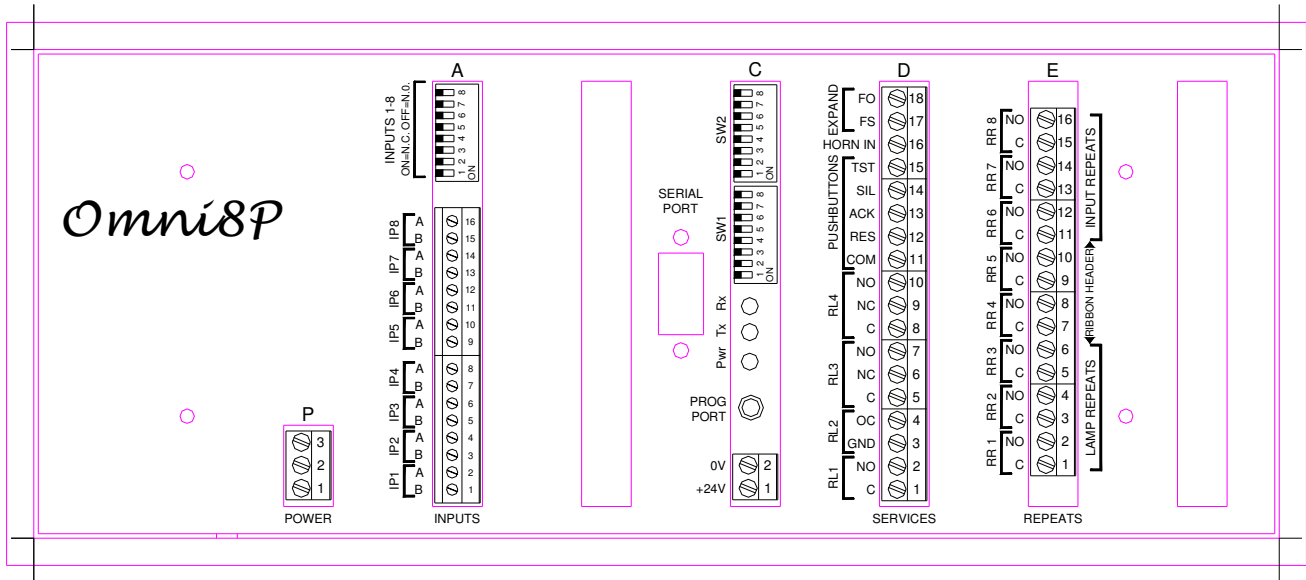 Omni8P
P
3
2
1
POWER
A
INPUTS 1-8
ON=N.C. OFF=N.O.
8
7
6
5
4
3
2
1
ON
IP8 A 16
B 15
IP7 A 14
B 13
IP6 A 12
B 11
IP5 A 10
B 9
IP4 A 8
B 7
IP3 A 6
B 5
IP2 A 4
B 3
IP1 A 2
B 1
INPUTS
SERIAL
PORT
C
SW2
8
7
6
5
4
3
2
1
ON
SW1
8
7
6
5
4
3
2
1
ON
Rx
Tx
Pwr
PROG
PORT
0V 2
+24V 1
D
EXPAND
FO 18
FS 17
HORN IN 16
PUSHBUTTONS
TST 15
SIL 14
ACK 13
RES 12
COM 11
RL4
NO 10
NC 9
C 8
RL3
NO 7
NC 6
C 5
RL2
OC 4
GND 3
RL1
NO 2
C 1
SERVICES
E
RR 8 NO 16
C 15
RR 7 NO 14
C 13
RR 6 NO 12
C 11
RR 5 NO 10
C 9
RR 4 NO 8
C 7
RR 3 NO 6
C 5
RR 2 NO 4
C 3
RR 1 NO 2
C 1
INPUT REPEATS
RIBBON HEADER
LAMP REPEATS
REPEATS